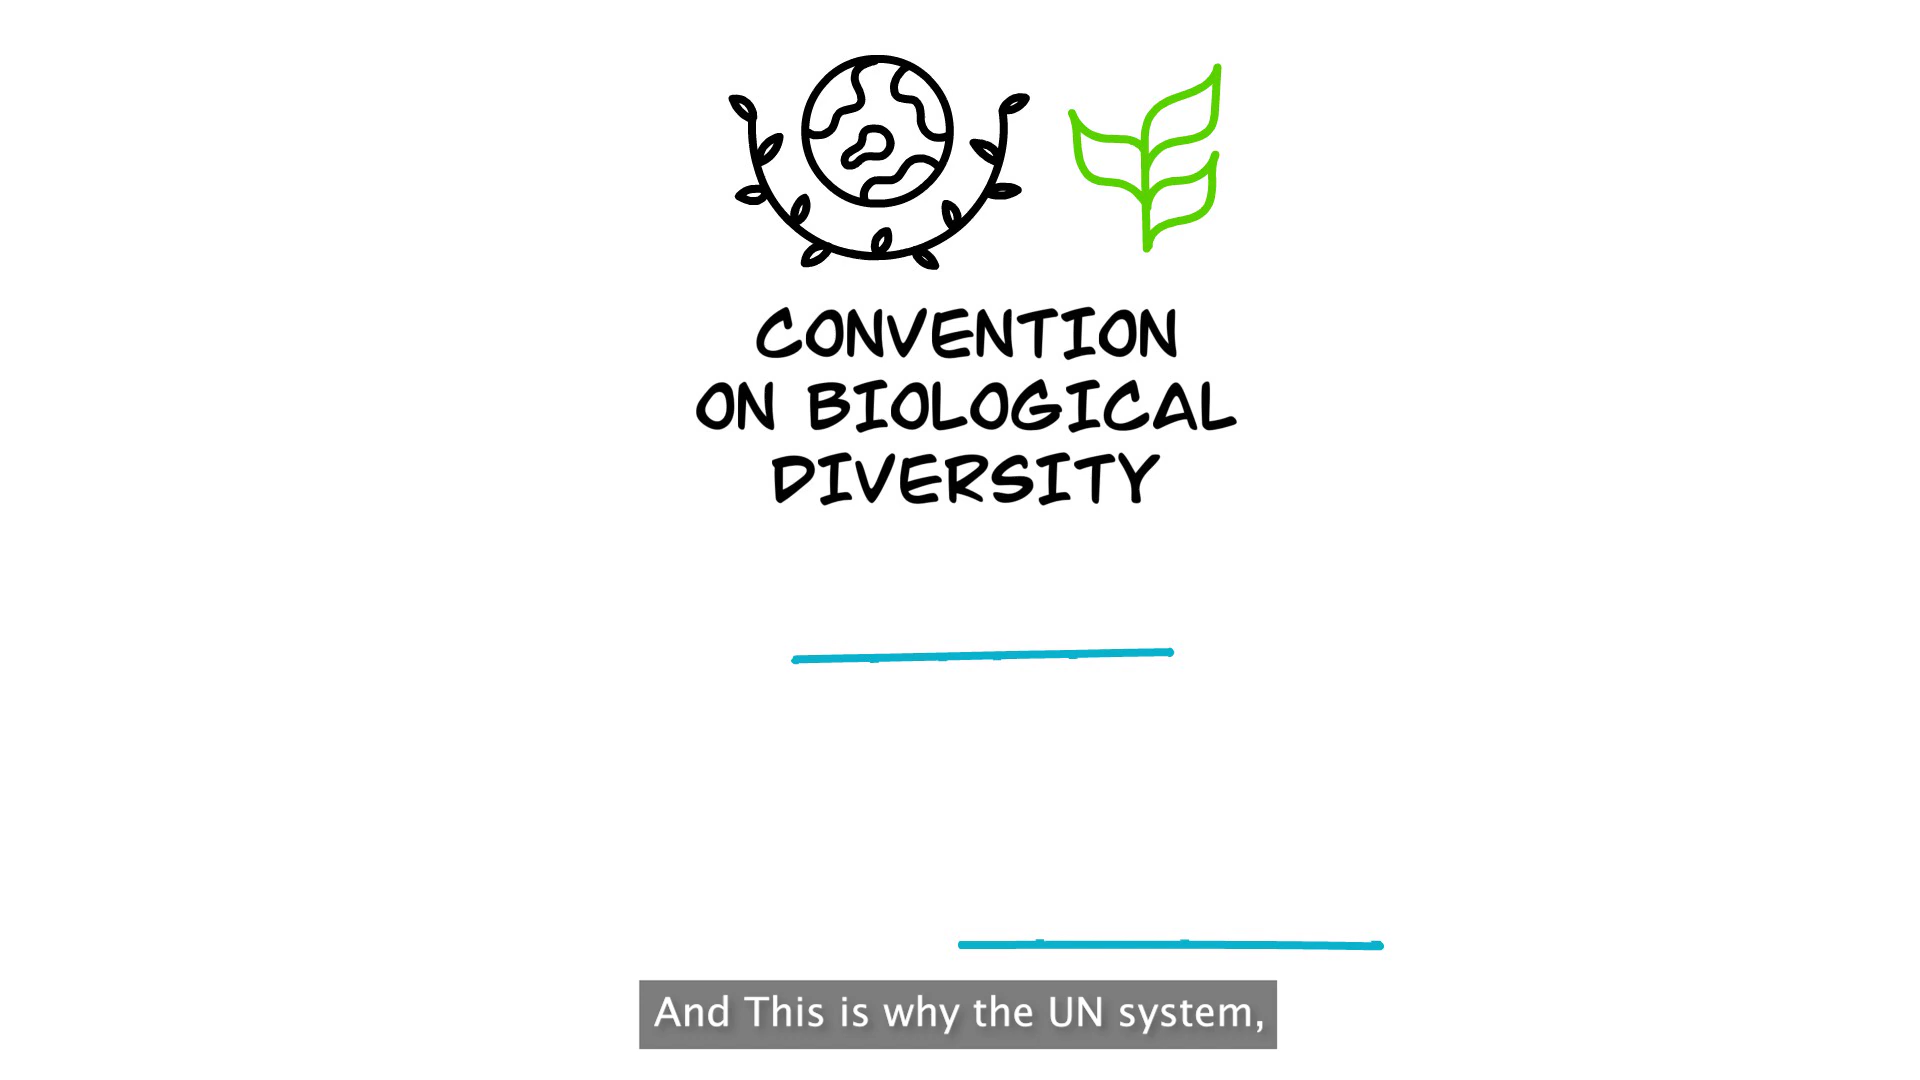 CONVENTION
ON BIOLOGICAL
DIVERSITY
And This is why the UN system,